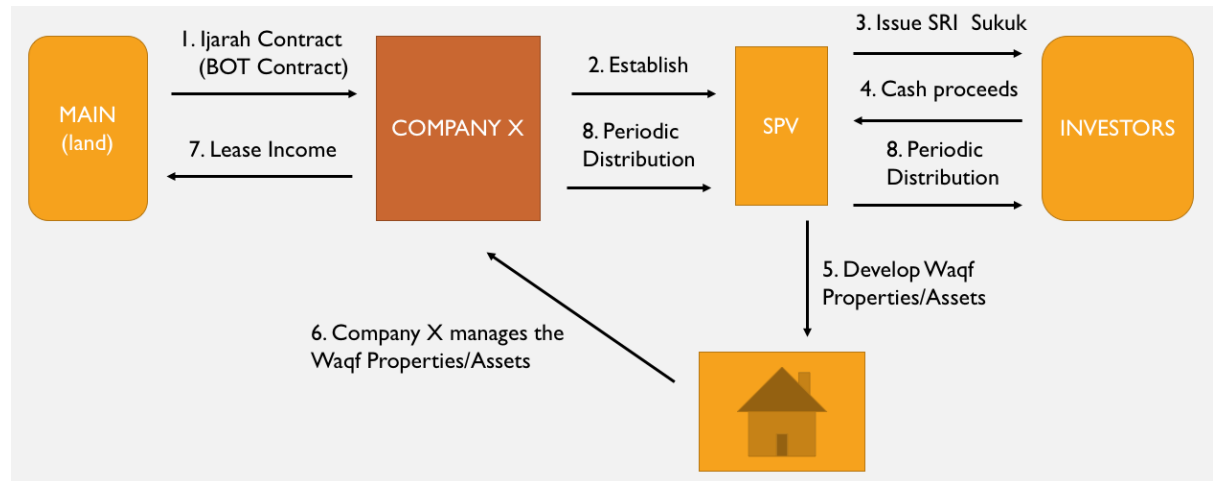 MAIN
(land)
1. Ijarah Contract
(BOT Contract)
7. Lease Income
COMPANY X
2. Establish
8. Periodic
Distribution
SPV
3. Issue SRI Sukuk
4. Cash proceeds
8. Periodic
Distribution
INVESTORS
5. Develop Waqf
Properties/Assets
6. Company X manages the
Waqf Properties/Assets